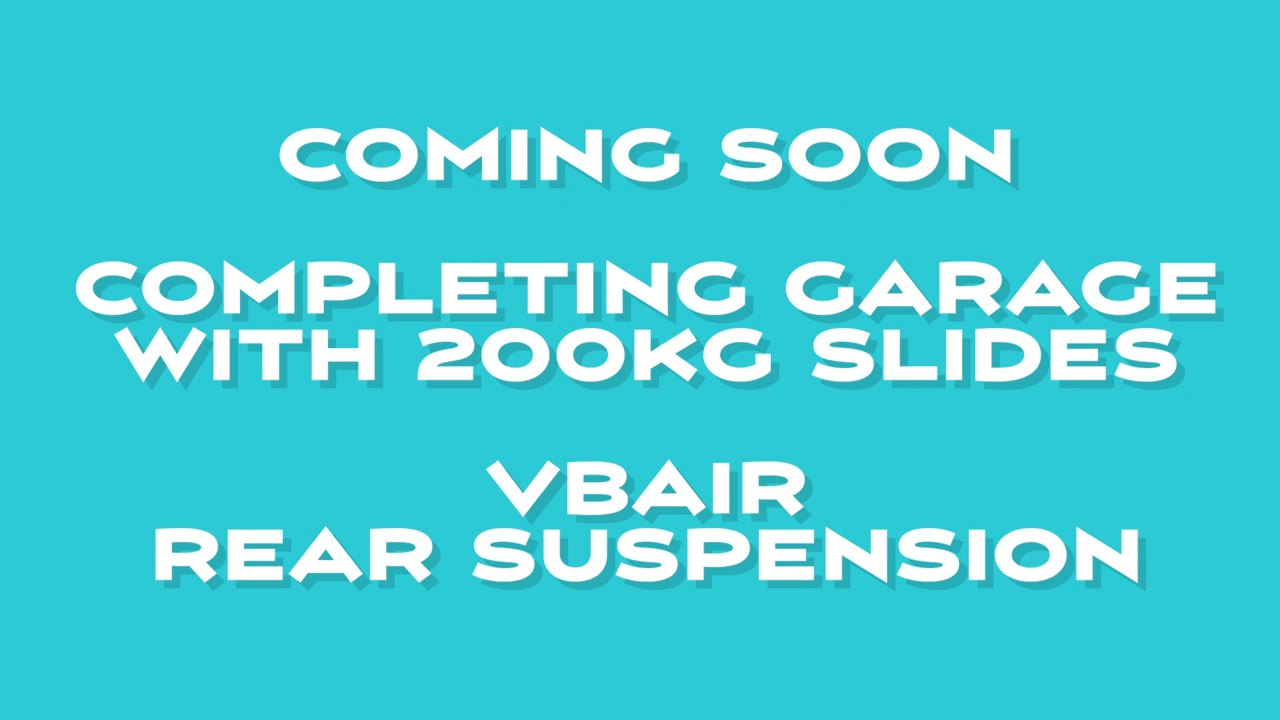 COMING SOON
COMPLETING GARAGE
WITH 200KG SLIDES
VBAIR
REAR SUSPENSION